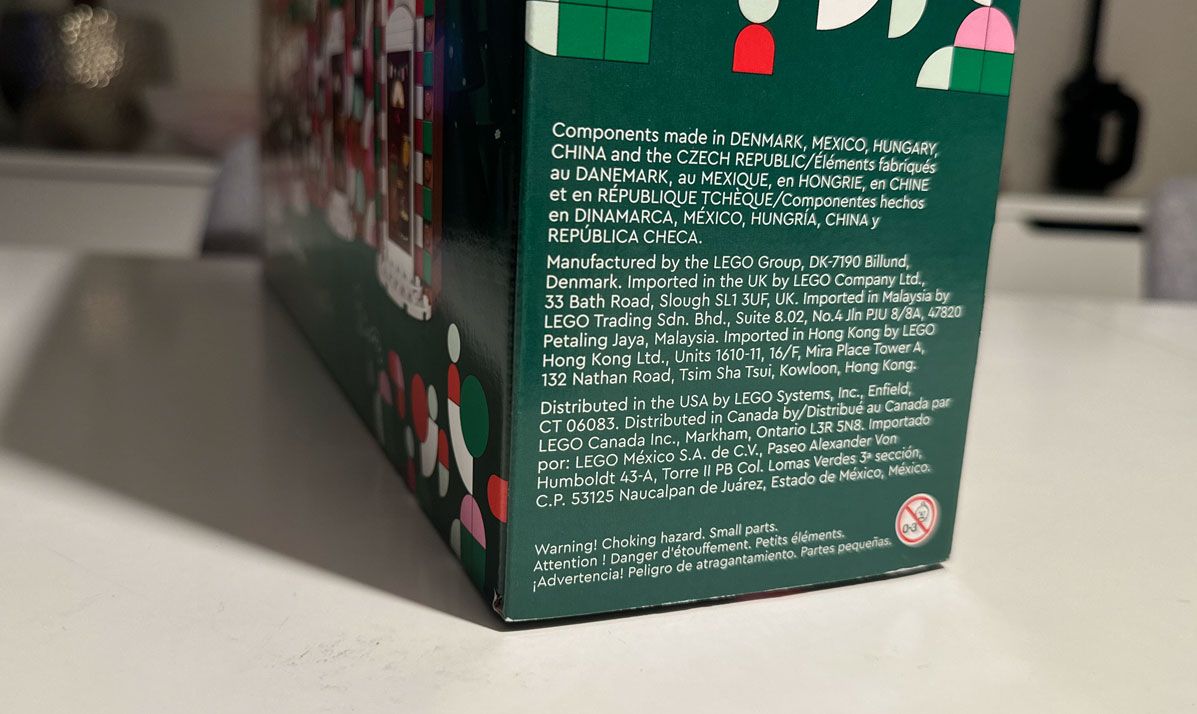 Components made in DENMARK, MEXICO, HUNGARY,
CHINA and the CZECH REPUBLIC/Éléments fabriqués
au DANEMARK, au MEXIQUE, en HONGRIE, en CHINE
et en RÉPUBLIQUE TCHÈQUE/Componentes hechos
en DINAMARCA, MÉXICO, HUNGRÍA, CHINA y
REPÚBLICA CHECA.
Manufactured by the LEGO Group, DK-7190 Billund,
Denmark. Imported in the UK by LEGO Company Ltd.,
33 Bath Road, Slough SL1 3UF, UK. Imported in Malaysia by
LEGO Trading Sdn. Bhd., Suite 8.02, No.4 Jln PJU 8/8A, 47820
Petaling Jaya, Malaysia. Imported in Hong Kong by LEGO
Hong Kong Ltd., Units 1610-11, 16/F, Mira Place Tower A,
132 Nathan Road, Tsim Sha Tsui, Kowloon, Hong Kong.
Distributed in the USA by LEGO Systems, Inc., Enfield,
CT 06083. Distributed in Canada by/Distribué au Canada par
LEGO Canada Inc., Markham, Ontario L3R 5N8. Importado
por: LEGO México S.A. de C.V., Paseo Alexander Von
Humboldt 43-A, Torre II PB Col. Lomas Verdes 3ª sección,
C.P. 53125 Naucalpan de Juárez, Estado de México, México.
Warning! Choking hazard. Small parts.
Attention ! Danger d'étouffement. Petits éléments.
¡Advertencia! Peligro de atragantamiento. Partes pequeñas.
0-3